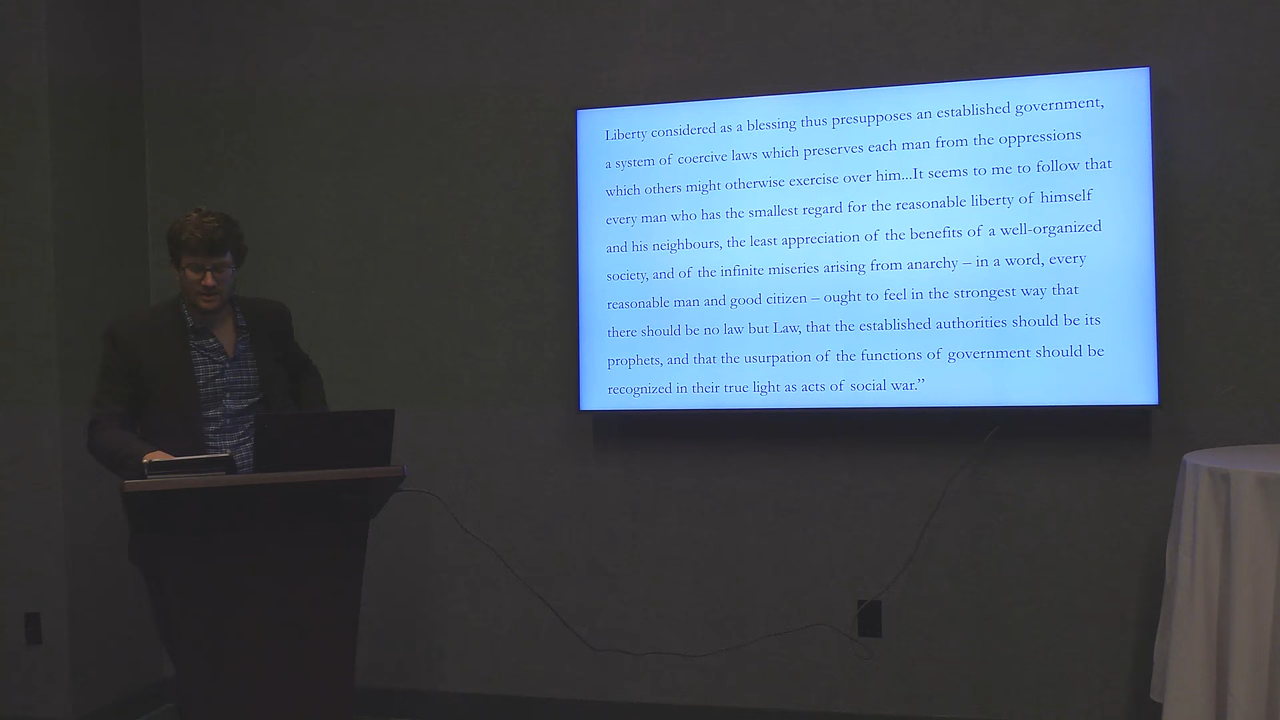 Liberty considered as a blessing thus presupposes an established government,
a system of coercive laws which preserves each man from the oppressions
which others might otherwise exercise over him...It seems to me to follow that
every man who has the smallest regard for the reasonable liberty of himself
and his neighbours, the least appreciation of the benefits of a well-organized
society, and of the infinite miseries arising from anarchy – in a word, every
reasonable man and good citizen – ought to feel in the strongest way that
there should be no law but Law, that the established authorities should be its
prophets, and that the usurpation of the functions of government should be
recognized in their true light as acts of social war.”